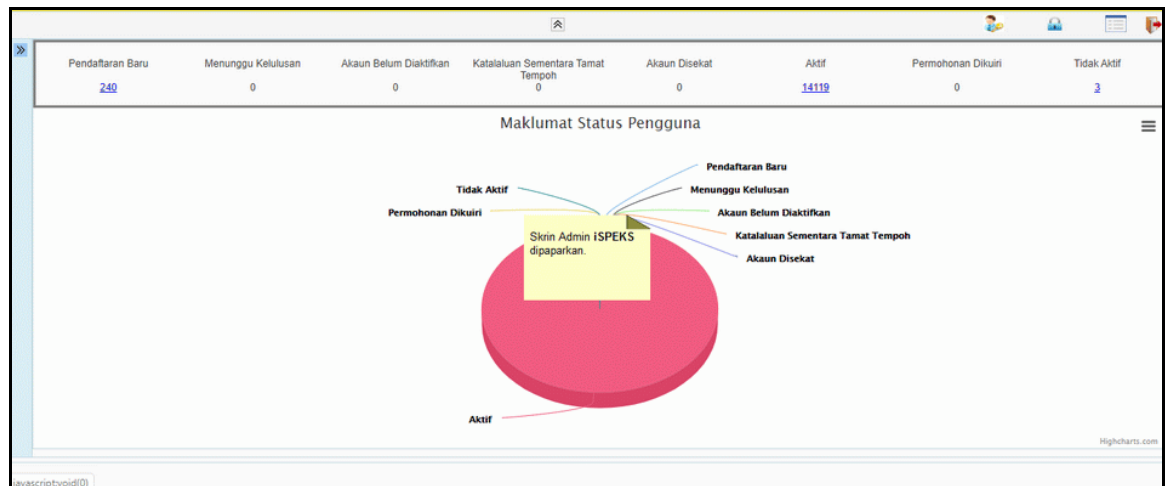 Pendaftaran Baru Menunggu Kelulusan Akaun Belum Diaktifkan Katalaluan Sementara Tamat Tempoh Akaun Disekat Aktif Permohonan Dikuiri Tidak Aktif
240 0 0 0 0 14119 0 3
Maklumat Status Pengguna
Pendaftaran Baru
Tidak Aktif
Menunggu Kelulusan
Permohonan Dikuiri
Akaun Belum Diaktifkan
Skrin Admin iSPEKS
dipaparkan.
Katalaluan Sementara Tamat Tempoh
Akaun Disekat
Aktif
Highcharts.com
javascript:void(0)